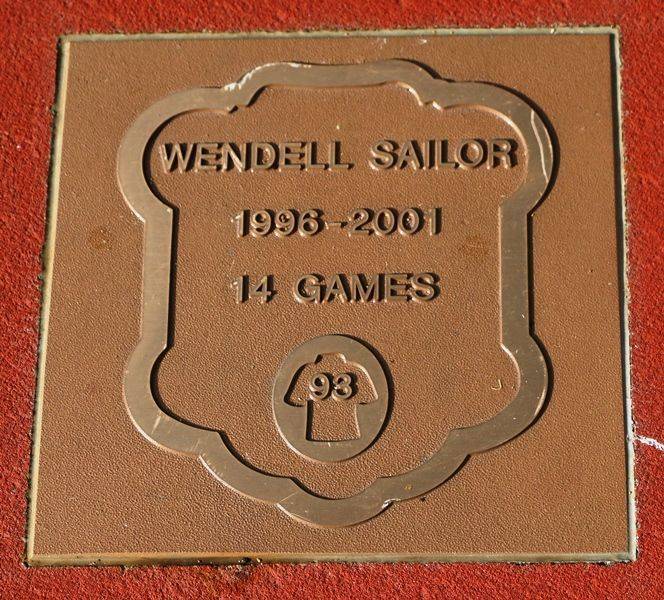 WENDELL SAILOR
1996-2001
14 GAMES
93